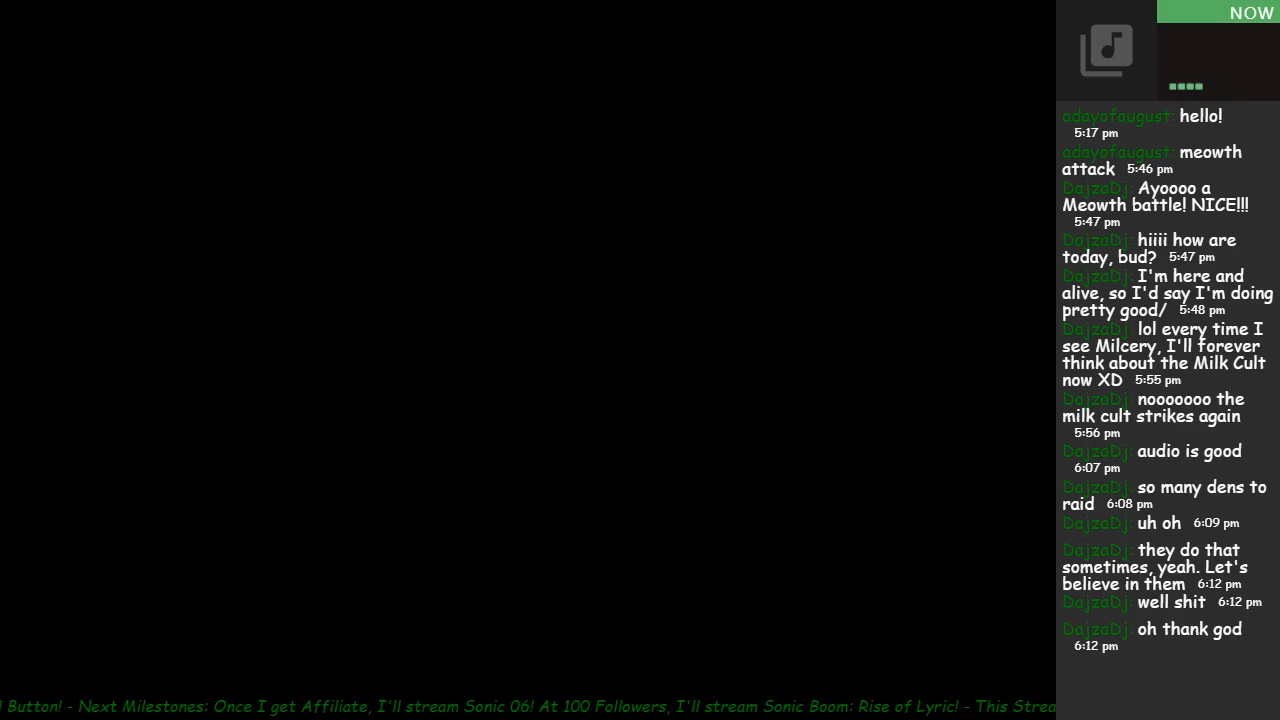 NOW
adayofaugust: hello!
5:17 pm
adayofaugust: meowth
attack 5:46 pm
DajzaDj: Ayoooo a
Meowth battle! NICE!!!
5:47 pm
DajzaDj: hiiii how are
today, bud? 5:47 pm
DajzaDj: I'm here and
alive, so I'd say I'm doing
pretty good/ 5:48 pm
DajzaDj: lol every time I
see Milcery, I'll forever
think about the Milk Cult
now XD 5:55 pm
DajzaDj: nooooooo the
milk cult strikes again
5:56 pm
DajzaDj: audio is good
6:07 pm
DajzaDj: so many dens to
raid 6:08 pm
DajzaDj: uh oh 6:09 pm
DajzaDj: they do that
sometimes, yeah. Let's
believe in them 6:12 pm
DajzaDj: well shit 6:12 pm
DajzaDj: oh thank god
6:12 pm
Button! - Next Milestones: Once I get Affiliate, I'll stream Sonic 06! At 100 Followers, I'll stream Sonic Boom: Rise of Lyric! - This Strea